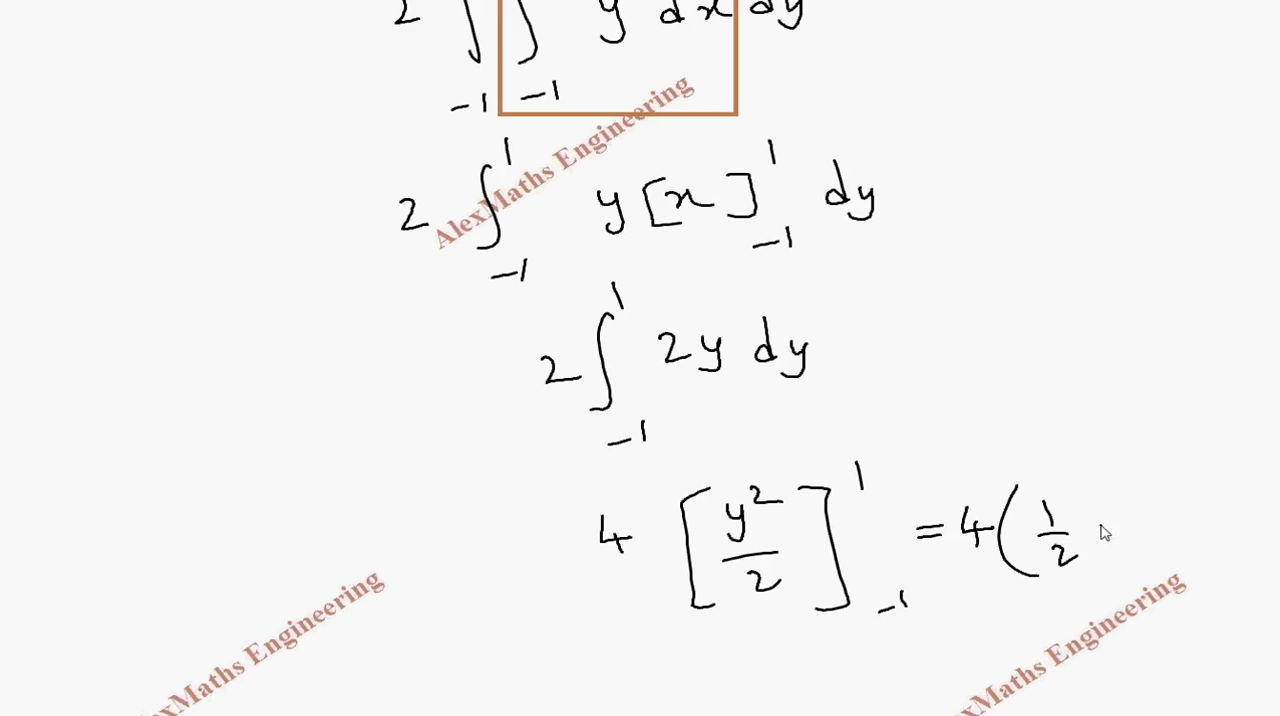 2 ∫_{-1} ∫_{-1} y dx dy
2 ∫_{-1}^{1} y [x]_{-1}^{1} dy
2 ∫_{-1}^{1} 2y dy
4 [y^2/2]_{-1}^{1} = 4(1/2
AlexMaths Engineering
AlexMaths Engineering
AlexMaths Engineering